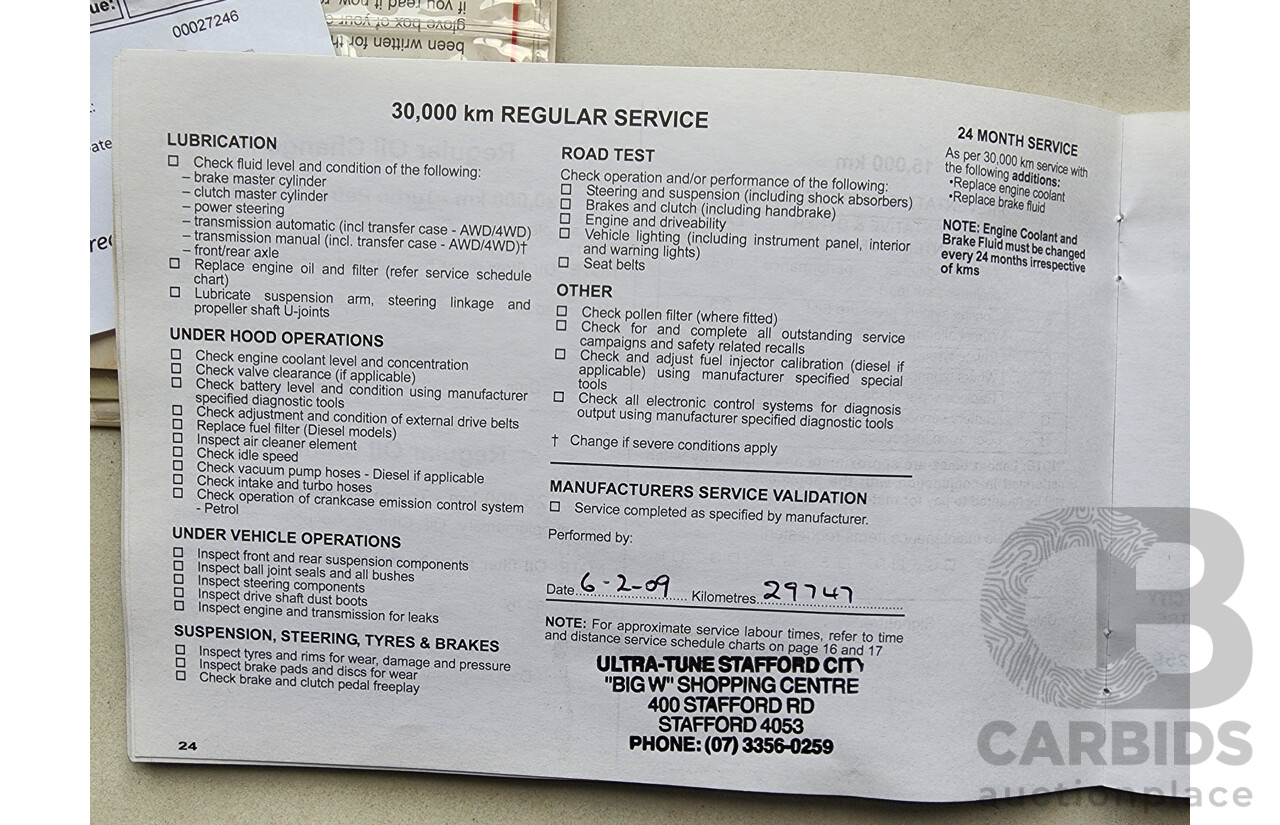 ue:
00027246
if you read it now r
glove box of your c
been written for th
ate
rec
30,000 km REGULAR SERVICE
LUBRICATION
Check fluid level and condition of the following:
– brake master cylinder
– clutch master cylinder
– power steering
– transmission automatic (incl transfer case - AWD/4WD)
– transmission manual (incl. transfer case - AWD/4WD)†
– front/rear axle
Replace engine oil and filter (refer service schedule
chart)
Lubricate suspension arm, steering linkage and
propeller shaft U-joints
UNDER HOOD OPERATIONS
Check engine coolant level and concentration
Check valve clearance (if applicable)
Check battery level and condition using manufacturer
specified diagnostic tools
Check adjustment and condition of external drive belts
Replace fuel filter (Diesel models)
Inspect air cleaner element
Check idle speed
Check vacuum pump hoses - Diesel if applicable
Check intake and turbo hoses
Check operation of crankcase emission control system
- Petrol
UNDER VEHICLE OPERATIONS
Inspect front and rear suspension components
Inspect ball joint seals and all bushes
Inspect steering components
Inspect drive shaft dust boots
Inspect engine and transmission for leaks
SUSPENSION, STEERING, TYRES & BRAKES
Inspect tyres and rims for wear, damage and pressure
Inspect brake pads and discs for wear
Check brake and clutch pedal freeplay
24
ROAD TEST
Check operation and/or performance of the following:
Steering and suspension (including shock absorbers)
Brakes and clutch (including handbrake)
Engine and driveability
Vehicle lighting (including instrument panel, interior
and warning lights)
Seat belts
OTHER
Check pollen filter (where fitted)
Check for and complete all outstanding service
campaigns and safety related recalls
Check and adjust fuel injector calibration (diesel if
applicable) using manufacturer specified special
tools
Check all electronic control systems for diagnosis
output using manufacturer specified diagnostic tools
† Change if severe conditions apply
MANUFACTURERS SERVICE VALIDATION
Service completed as specified by manufacturer.
Performed by:
Date 6-2-09 Kilometres 29747
NOTE: For approximate service labour times, refer to time
and distance service schedule charts on page 16 and 17
ULTRA-TUNE STAFFORD CITY
"BIG W" SHOPPING CENTRE
400 STAFFORD RD
STAFFORD 4053
PHONE: (07) 3356-0259
24 MONTH SERVICE
As per 30,000 km service with
the following additions:
•Replace engine coolant
•Replace brake fluid
NOTE: Engine Coolant and
Brake Fluid must be changed
every 24 months irrespective
of kms
CARBIDS
auctionplace